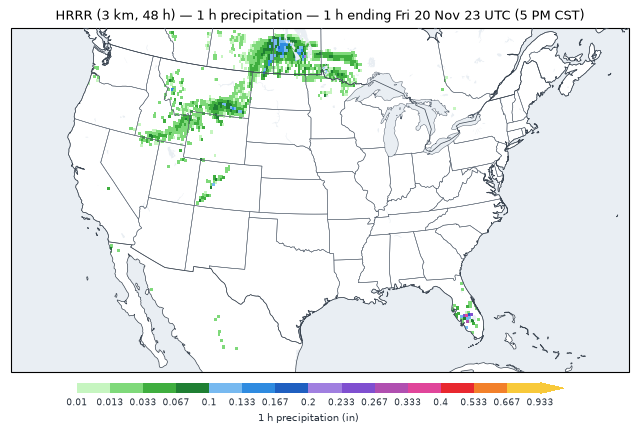 HRRR (3 km, 48 h) — 1 h precipitation — 1 h ending Fri 20 Nov 23 UTC (5 PM CST)
0.01 0.013 0.033 0.067 0.1 0.133 0.167 0.2 0.233 0.267 0.333 0.4 0.533 0.667 0.933
1 h precipitation (in)